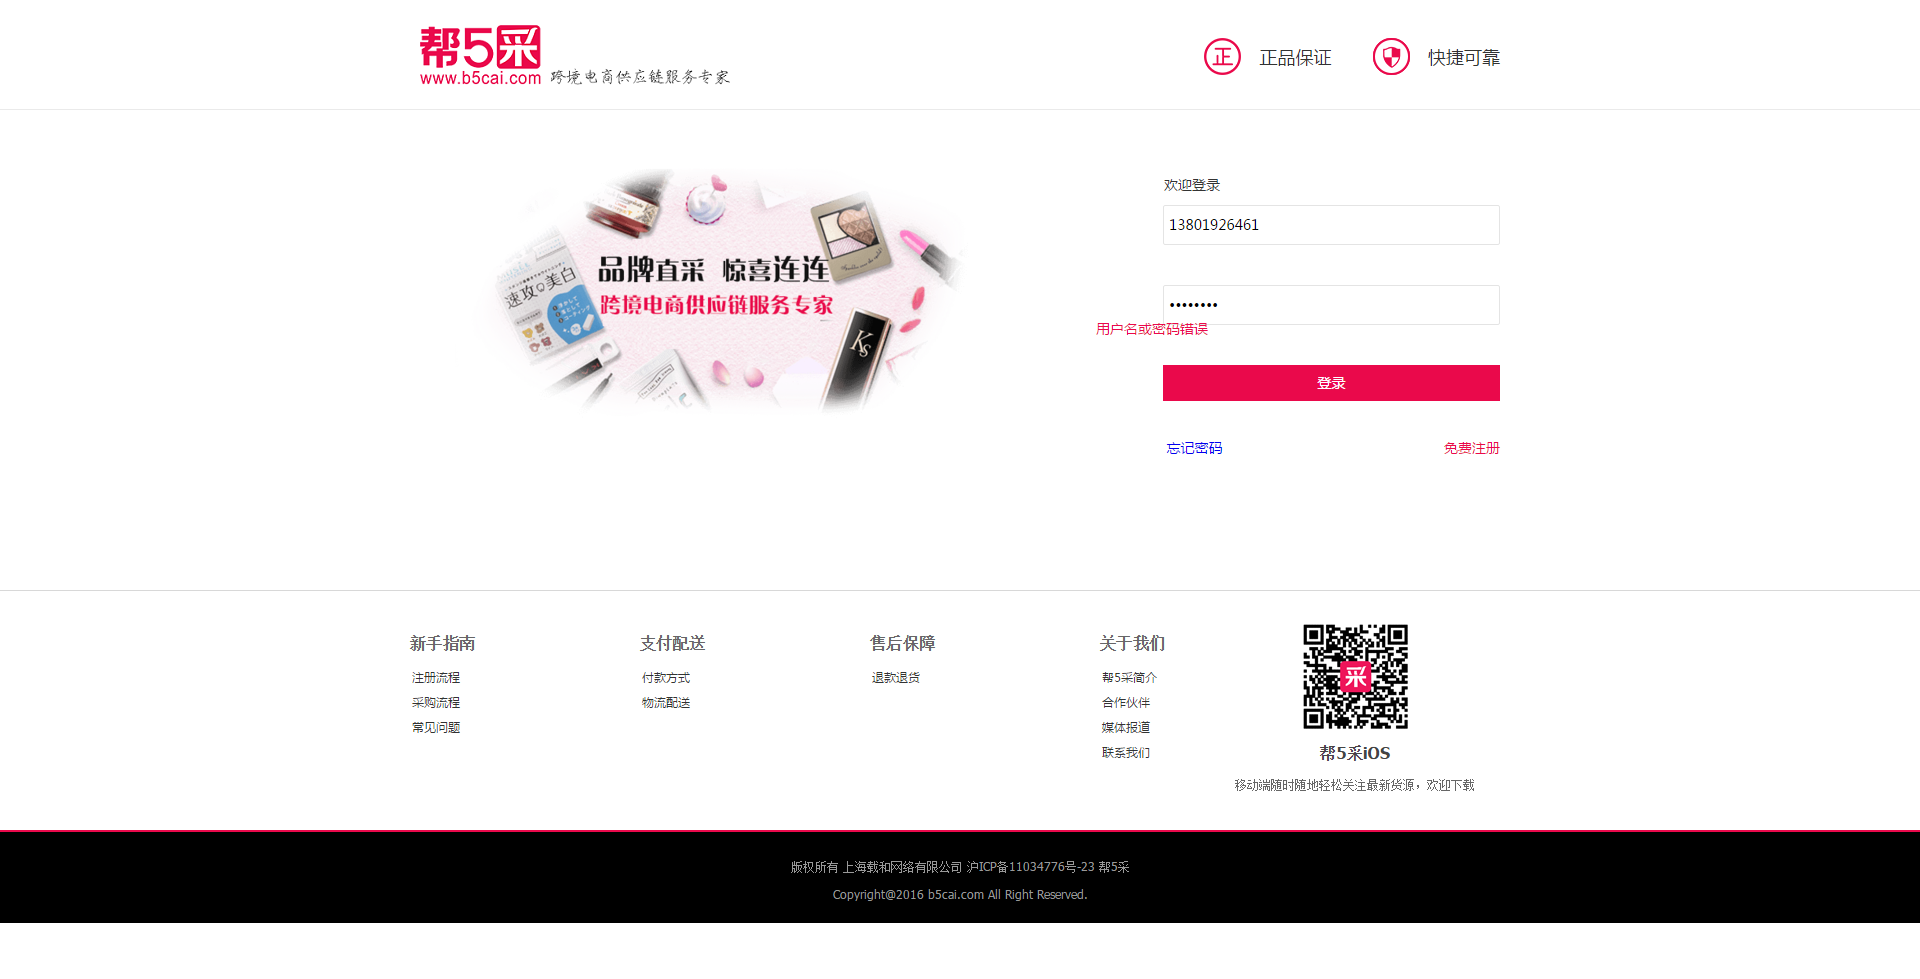 帮5采
www.b5cai.com 跨境电商供应链服务专家
正 正品保证 快捷可靠
品牌直采 惊喜连连
跨境电商供应链服务专家
速攻Q美白
KS
欢迎登录
13801926461
••••••••
用户名或密码错误
登录
忘记密码 免费注册
新手指南
注册流程
采购流程
常见问题
支付配送
付款方式
物流配送
售后保障
退款退货
关于我们
帮5采简介
合作伙伴
媒体报道
联系我们
采
帮5采iOS
移动端随时随地轻松关注最新货源，欢迎下载
版权所有 上海载和网络有限公司 沪ICP备11034776号-23 帮5采
Copyright@2016 b5cai.com All Right Reserved.